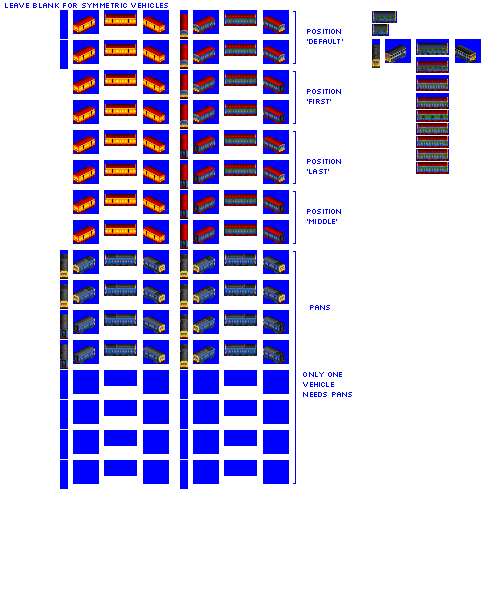 LEAVE BLANK FOR SYMMETRIC VEHICLES
POSITION
'DEFAULT'
POSITION
'FIRST'
POSITION
'LAST'
POSITION
'MIDDLE'
PANS
ONLY ONE
VEHICLE
NEEDS PANS